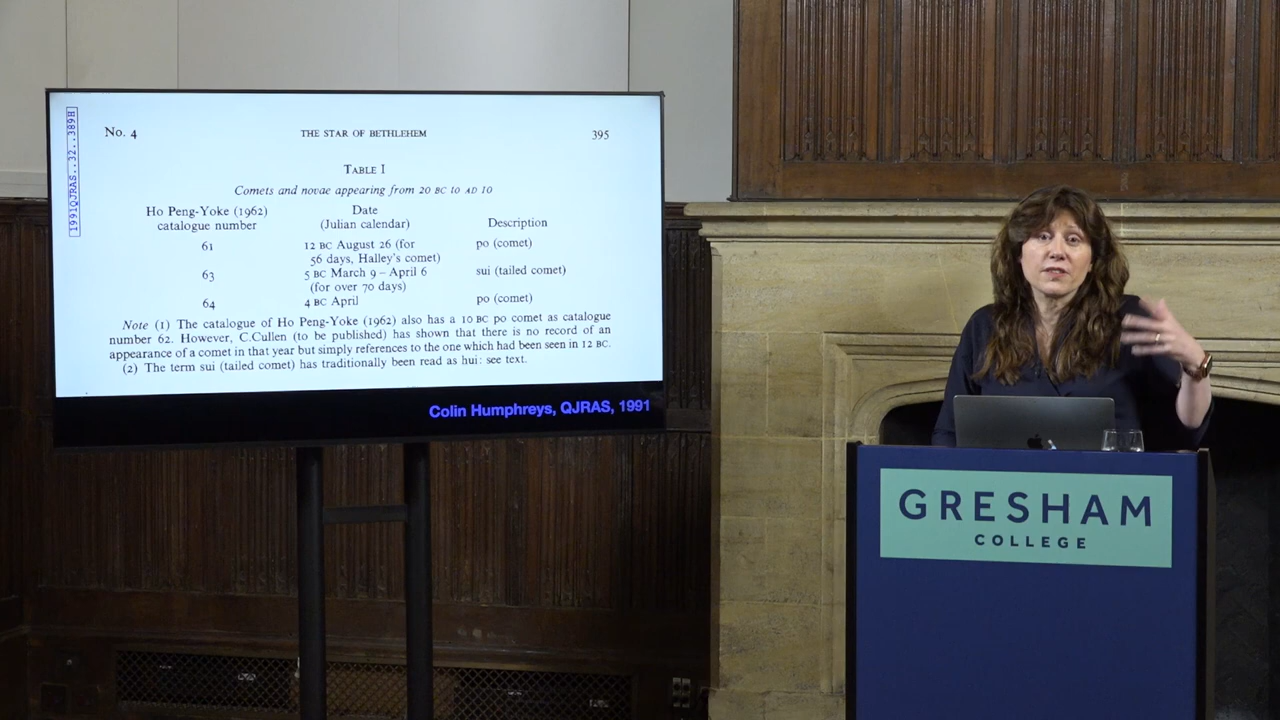 1991QJRAS..32..389H
No. 4 THE STAR OF BETHLEHEM 395
TABLE I
Comets and novae appearing from 20 BC to AD 10
Ho Peng-Yoke (1962) Date
catalogue number (Julian calendar) Description
61 12 BC August 26 (for po (comet)
56 days, Halley's comet)
63 5 BC March 9 – April 6 sui (tailed comet)
(for over 70 days)
64 4 BC April po (comet)
Note (1) The catalogue of Ho Peng-Yoke (1962) also has a 10 BC po comet as catalogue
number 62. However, C.Cullen (to be published) has shown that there is no record of an
appearance of a comet in that year but simply references to the one which had been seen in 12 BC.
(2) The term sui (tailed comet) has traditionally been read as hui: see text.
Colin Humphreys, QJRAS, 1991
GRESHAM
COLLEGE